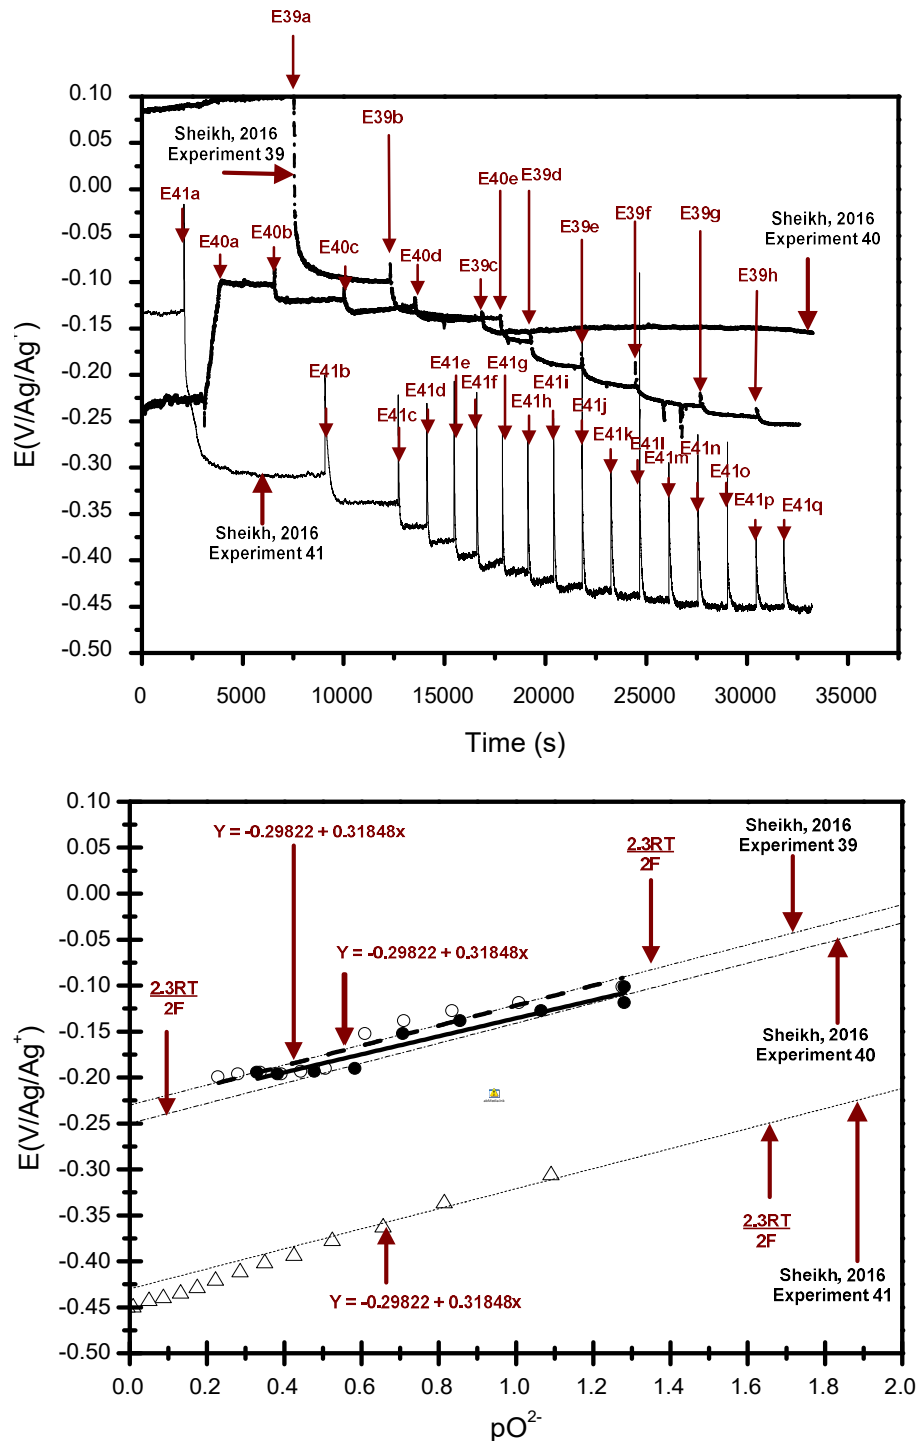 E39a
E39b
Sheikh, 2016
Experiment 39
E41a
E40a
E40b
E40c
E40d
E39c
E40e
E39d
E39e
E39f
E39g
E39h
Sheikh, 2016
Experiment 40
E41b
E41c
E41d
E41e
E41f
E41g
E41h
E41i
E41j
E41k
E41l
E41m
E41n
E41o
E41p
E41q
Sheikh, 2016
Experiment 41
0.10
0.05
0.00
-0.05
-0.10
-0.15
-0.20
-0.25
-0.30
-0.35
-0.40
-0.45
-0.50
E(V/Ag/Ag⁺)
0 5000 10000 15000 20000 25000 30000 35000
Time (s)
0.10
0.05
0.00
-0.05
-0.10
-0.15
-0.20
-0.25
-0.30
-0.35
-0.40
-0.45
-0.50
E(V/Ag/Ag⁺)
Y = -0.29822 + 0.31848x
Y = -0.29822 + 0.31848x
2.3RT
2F
2.3RT
2F
Sheikh, 2016
Experiment 39
Sheikh, 2016
Experiment 40
2.3RT
2F
Y = -0.29822 + 0.31848x
Sheikh, 2016
Experiment 41
0.0 0.2 0.4 0.6 0.8 1.0 1.2 1.4 1.6 1.8 2.0
pO²⁻